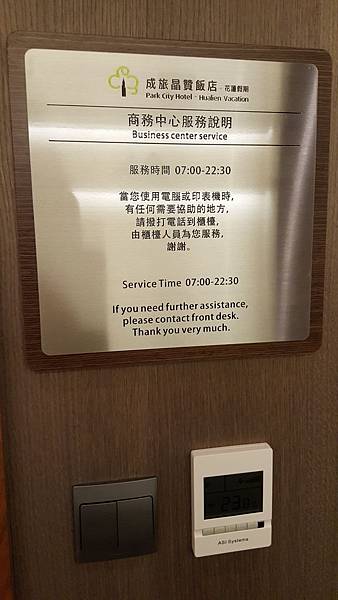 成旅晶贊飯店－花蓮假期
Park City Hotel - Hualien Vacation
商務中心服務說明
Business center service
服務時間 07:00-22:30
當您使用電腦或印表機時,
有任何需要協助的地方,
請撥打電話到櫃檯,
由櫃檯人員為您服務,
謝謝。
Service Time 07:00-22:30
If you need further assistance,
please contact front desk.
Thank you very much.
ASI Systems